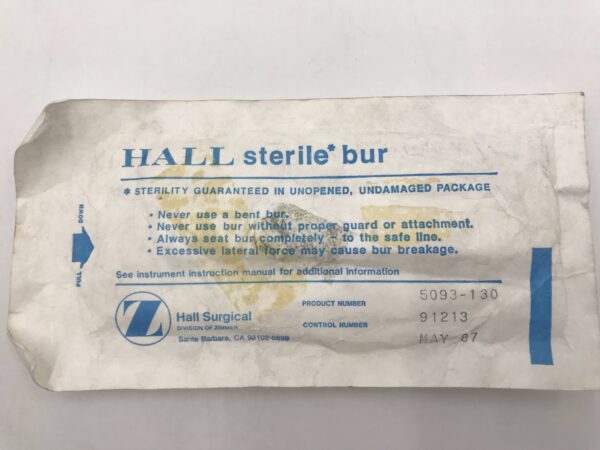 HALL sterile* bur
* STERILITY GUARANTEED IN UNOPENED, UNDAMAGED PACKAGE
• Never use a bent bur.
• Never use bur without proper guard or attachment.
• Always seat bur completely - to the safe line.
• Excessive lateral force may cause bur breakage.
See instrument instruction manual for additional information
PULL DOWN
Z
Hall Surgical
DIVISION OF ZIMMER
Santa Barbara, CA 93102-0699
PRODUCT NUMBER 5093-130
CONTROL NUMBER 91213
MAY 87